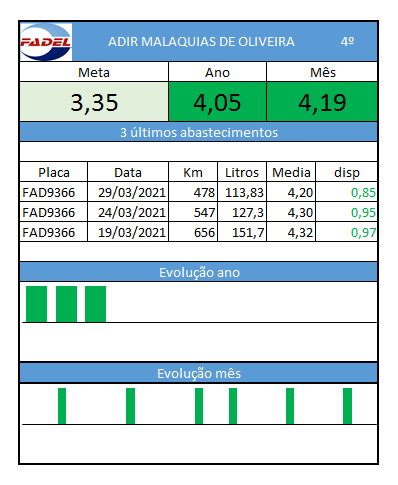 FADEL ADIR MALAQUIAS DE OLIVEIRA 4º
Meta Ano Mês
3,35 4,05 4,19
3 últimos abastecimentos
Placa Data Km Litros Media disp
FAD9366 29/03/2021 478 113,83 4,20 0,85
FAD9366 24/03/2021 547 127,3 4,30 0,95
FAD9366 19/03/2021 656 151,7 4,32 0,97
Evolução ano
Evolução mês